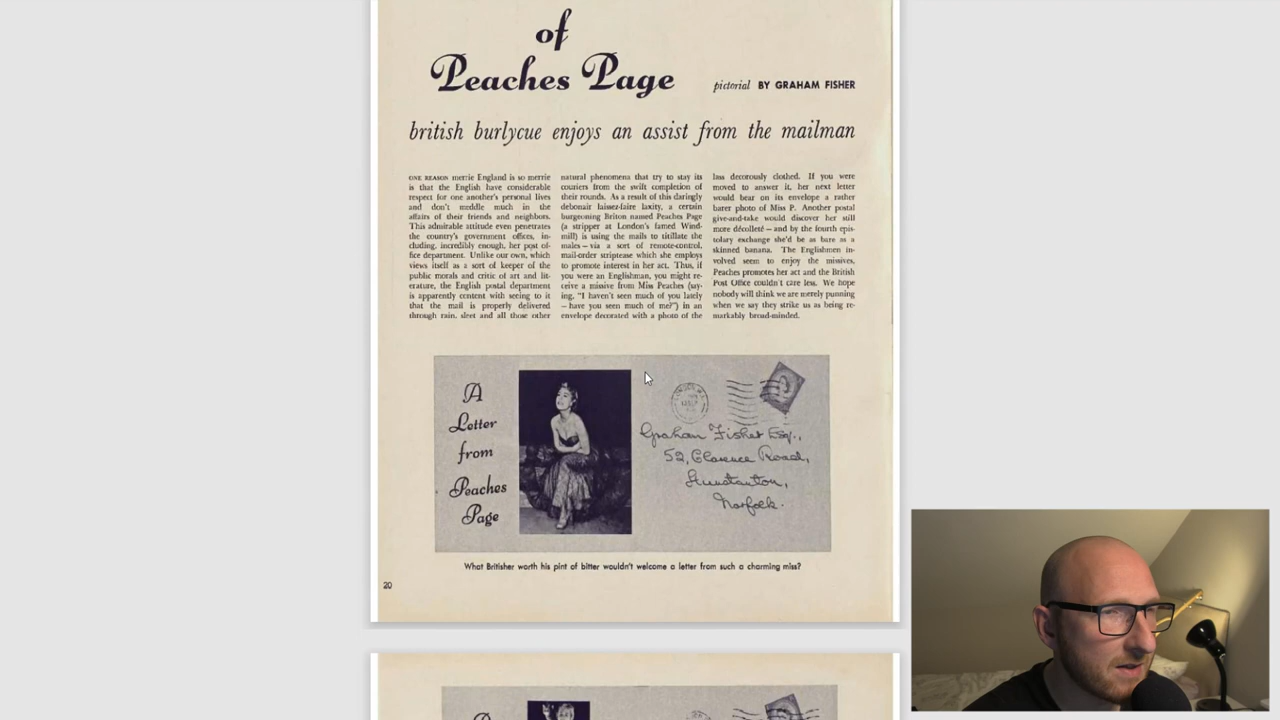 of
Peaches Page
pictorial BY GRAHAM FISHER
british burlycue enjoys an assist from the mailman
ONE REASON merrie England is so merrie
is that the English have considerable
respect for one another's personal lives
and don't meddle much in the
affairs of their friends and neighbors.
This admirable attitude even penetrates
the country's government offices, in-
cluding, incredibly enough, her post of-
fice department. Unlike our own, which
views itself as a sort of keeper of the
public morals and critic of art and lit-
erature, the English postal department
is apparently content with seeing to it
that the mail is properly delivered
through rain, sleet and all those other
natural phenomena that try to stay its
couriers from the swift completion of
their rounds. As a result of this daringly
debonair laissez-faire laxity, a certain
burgeoning Briton named Peaches Page
(a stripper at London's famed Wind-
mill) is using the mails to titillate the
males — via a sort of remote-control,
mail-order striptease which she employs
to promote interest in her act. Thus, if
you were an Englishman, you might re-
ceive a missive from Miss Peaches (say-
ing, "I haven't seen much of you lately
— have you seen much of me?") in an
envelope decorated with a photo of the
lass decorously clothed. If you were
moved to answer it, her next letter
would bear on its envelope a rather
barer photo of Miss P. Another postal
give-and-take would discover her still
more décolleté — and by the fourth epis-
tolary exchange she'd be as bare as a
skinned banana. The Englishmen in-
volved seem to enjoy the missives,
Peaches promotes her act and the British
Post Office couldn't care less. We hope
nobody will think we are merely punning
when we say they strike us as being re-
markably broad-minded.
A
Letter
from
Peaches
Page
Graham Fisher Esq.,
52, Clarence Road,
Hunstanton,
Norfolk.
What Britisher worth his pint of bitter wouldn't welcome a letter from such a charming miss?
20